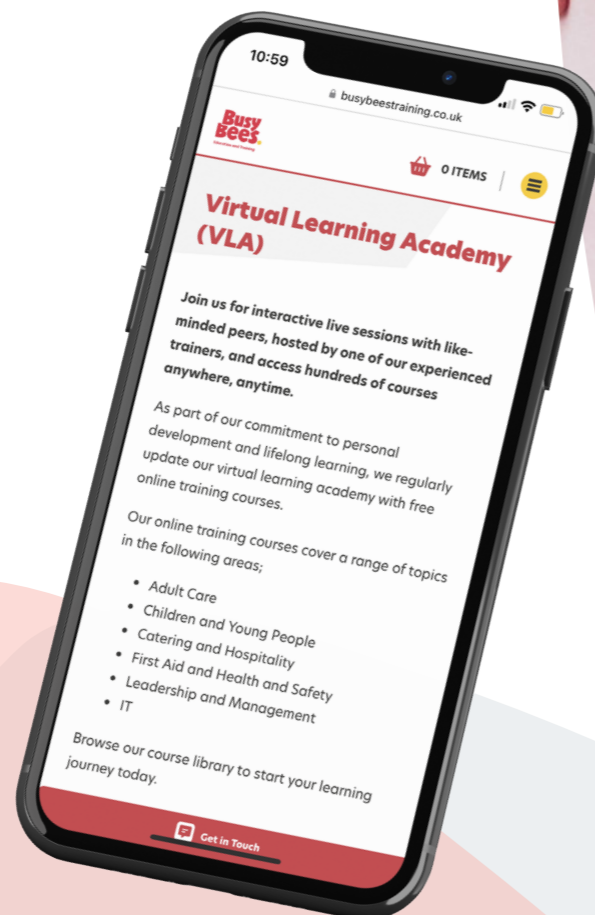 10:59
busybeestraining.co.uk
Busy
Bees
Education and Training
0 ITEMS
Virtual Learning Academy
(VLA)
Join us for interactive live sessions with like-
minded peers, hosted by one of our experienced
trainers, and access hundreds of courses
anywhere, anytime.
As part of our commitment to personal
development and lifelong learning, we regularly
update our virtual learning academy with free
online training courses.
Our online training courses cover a range of topics
in the following areas;
• Adult Care
• Children and Young People
• Catering and Hospitality
• First Aid and Health and Safety
• Leadership and Management
• IT
Browse our course library to start your learning
journey today.
Get in Touch